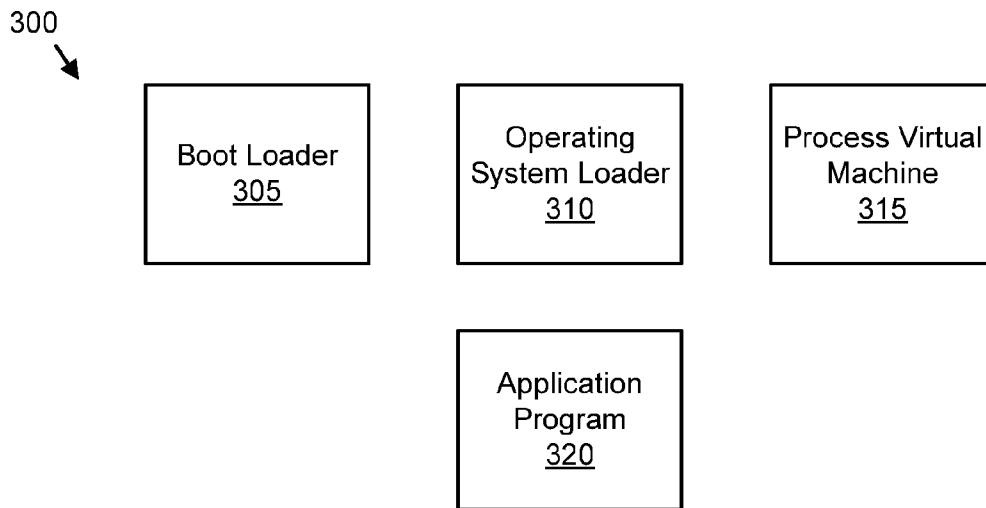 300
Boot Loader
305
Operating
System Loader
310
Process Virtual
Machine
315
Application
Program
320